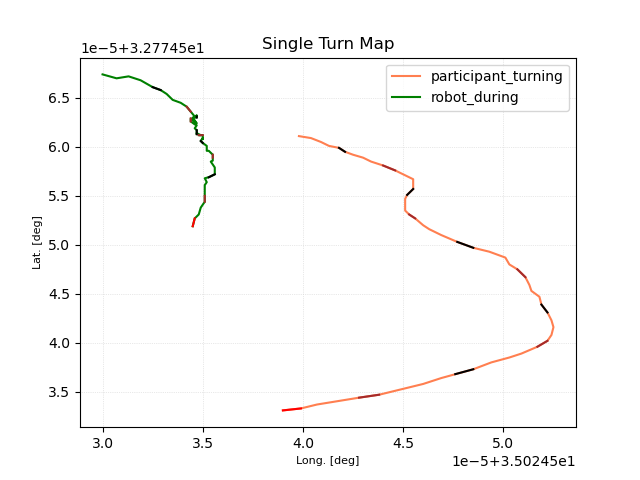 1e−5+3.27745e1
Single Turn Map
participant_turning
robot_during
6.5
6.0
5.5
5.0
4.5
4.0
3.5
Lat. [deg]
3.0 3.5 4.0 4.5 5.0
Long. [deg]
1e−5+3.50245e1